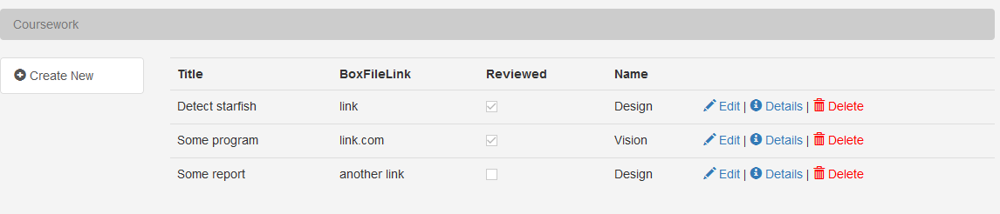 Coursework
Create New
Title BoxFileLink Reviewed Name
Detect starfish link Design Edit | Details | Delete
Some program link.com Vision Edit | Details | Delete
Some report another link Design Edit | Details | Delete